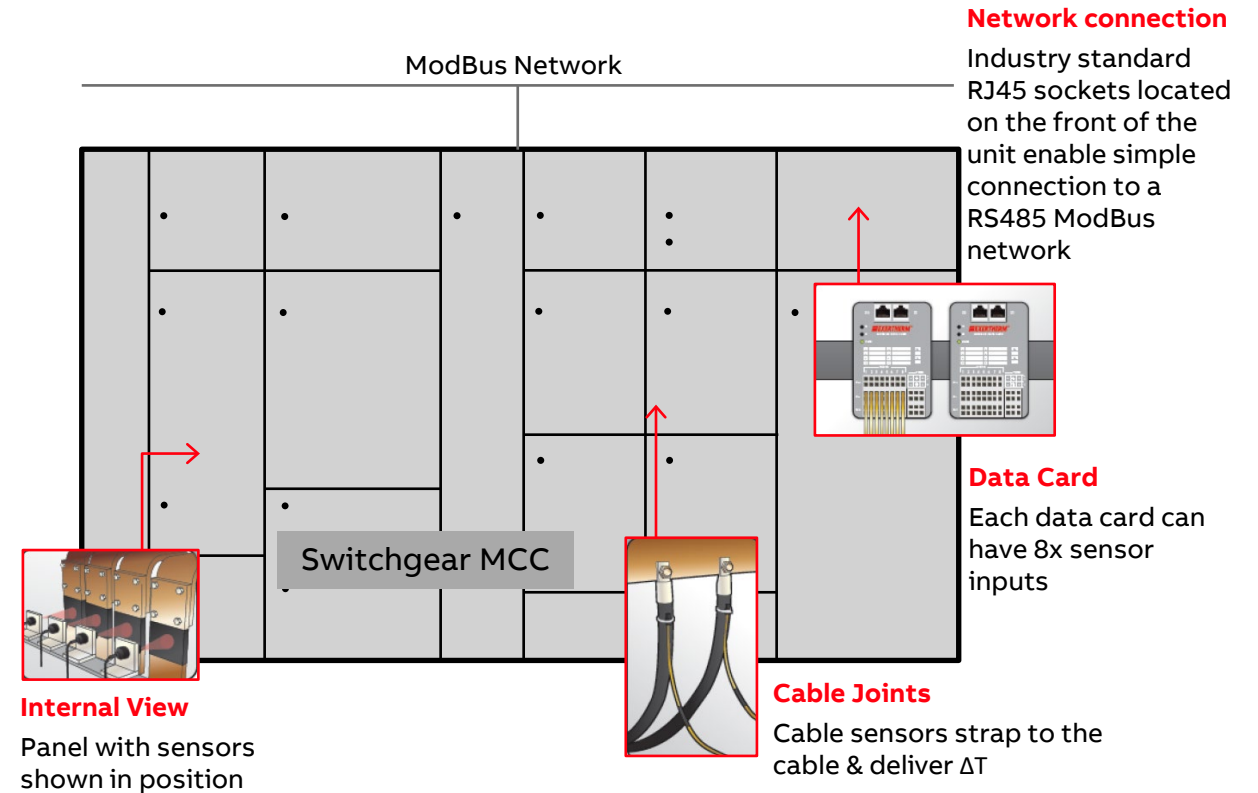 Network connection
Industry standard
RJ45 sockets located
on the front of the
unit enable simple
connection to a
RS485 ModBus
network
ModBus Network
EXERTHERM
EXERTHERM
Data Card
Each data card can
have 8x sensor
inputs
Switchgear MCC
Internal View
Panel with sensors
shown in position
Cable Joints
Cable sensors strap to the
cable & deliver ΔT